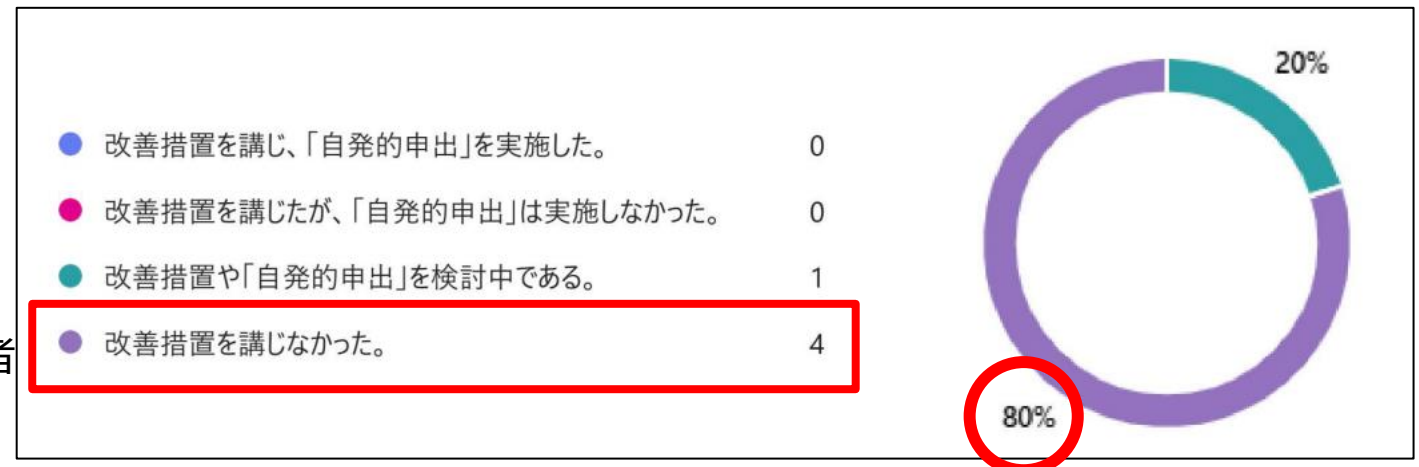 20%
改善措置を講じ、「自発的申出」を実施した。 0
改善措置を講じたが、「自発的申出」は実施しなかった。 0
改善措置や「自発的申出」を検討中である。 1
改善措置を講じなかった。 4
者
80%